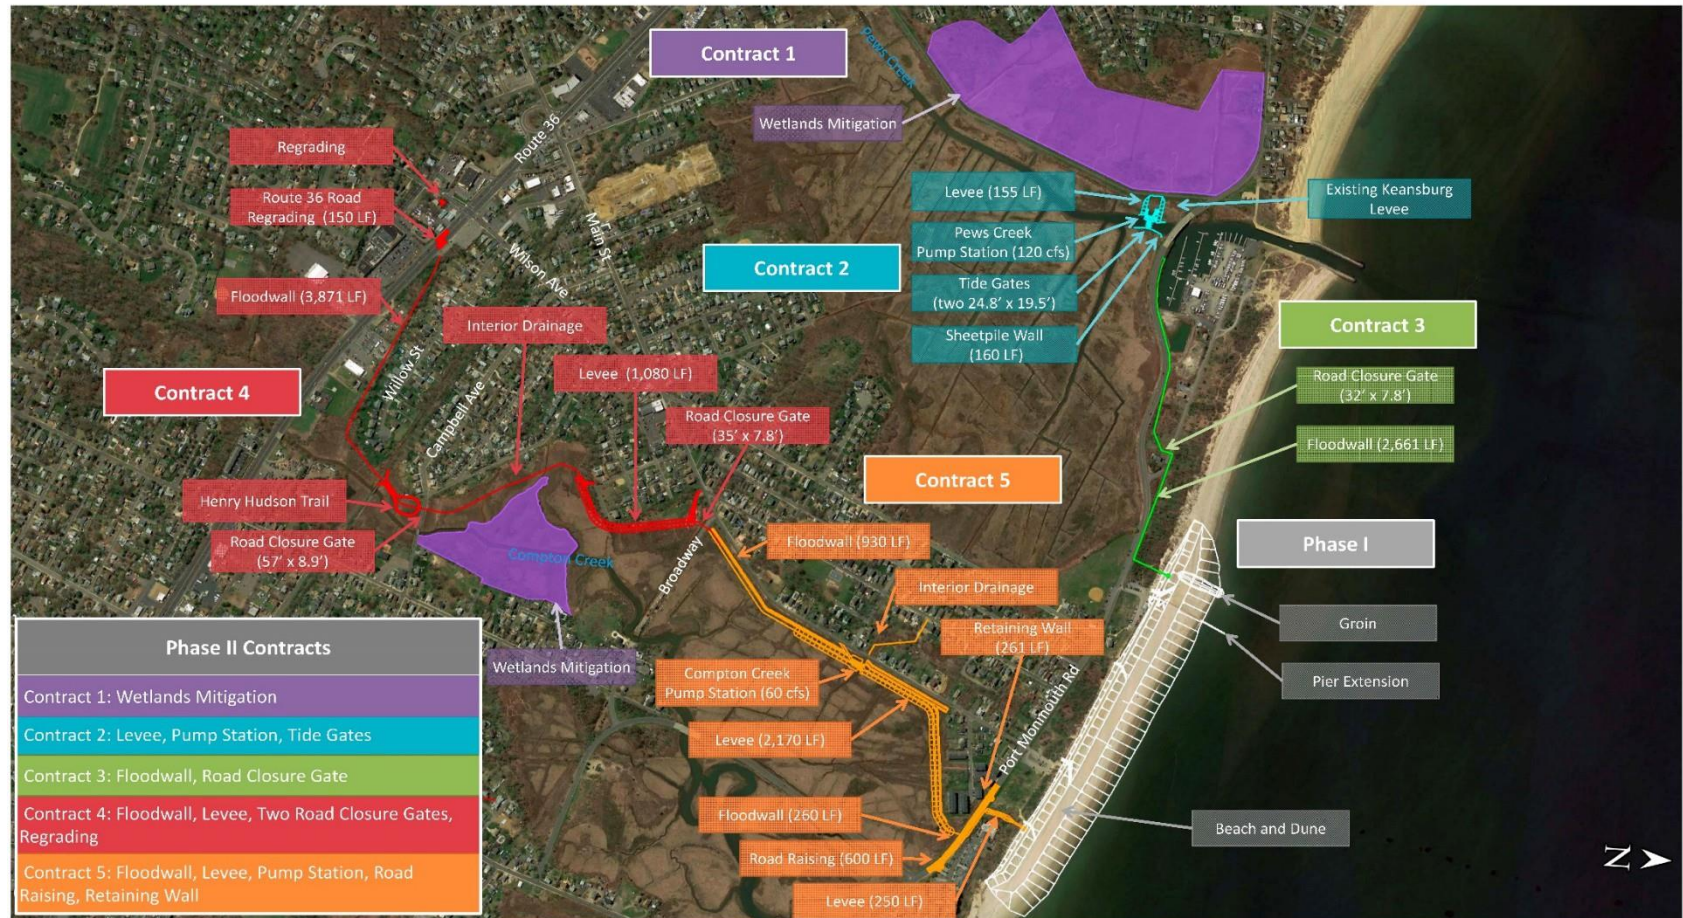 Contract 1
Pews Creek
Wetlands Mitigation
Route 36
Regrading
Route 36 Road
Regrading (150 LF)
Main St
Wilson Ave
Floodwall (3,871 LF)
Interior Drainage
Willow St
Levee (1,080 LF)
Contract 4
Campbell Ave
Road Closure Gate
(35' x 7.8')
Henry Hudson Trail
Road Closure Gate
(57' x 8.9')
Contract 2
Levee (155 LF)
Existing Keansburg
Levee
Pews Creek
Pump Station (120 cfs)
Tide Gates
(two 24.8' x 19.5')
Sheetpile Wall
(160 LF)
Contract 3
Road Closure Gate
(32' x 7.8')
Floodwall (2,661 LF)
Contract 5
Floodwall (930 LF)
Phase I
Compton Creek
Broadway
Interior Drainage
Retaining Wall
(261 LF)
Groin
Wetlands Mitigation
Compton Creek
Pump Station (60 cfs)
Port Monmouth Rd
Pier Extension
Levee (2,170 LF)
Floodwall (260 LF)
Beach and Dune
Road Raising (600 LF)
Levee (250 LF)
Phase II Contracts
Contract 1: Wetlands Mitigation
Contract 2: Levee, Pump Station, Tide Gates
Contract 3: Floodwall, Road Closure Gate
Contract 4: Floodwall, Levee, Two Road Closure Gates,
Regrading
Contract 5: Floodwall, Levee, Pump Station, Road
Raising, Retaining Wall
N